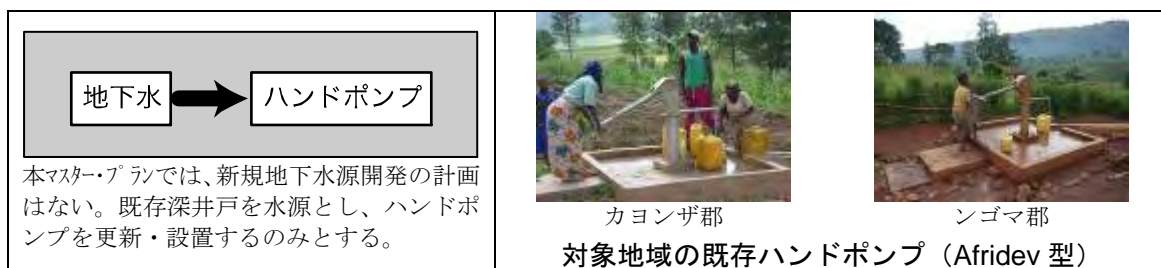 地下水
ハンドポンプ
本ﾏｽﾀｰ･ﾌﾟﾗﾝでは、新規地下水源開発の計画
はない。既存深井戸を水源とし、ハンドポ
ンプを更新・設置するのみとする。
カヨンザ郡
ンゴマ郡
対象地域の既存ハンドポンプ（Afridev 型）